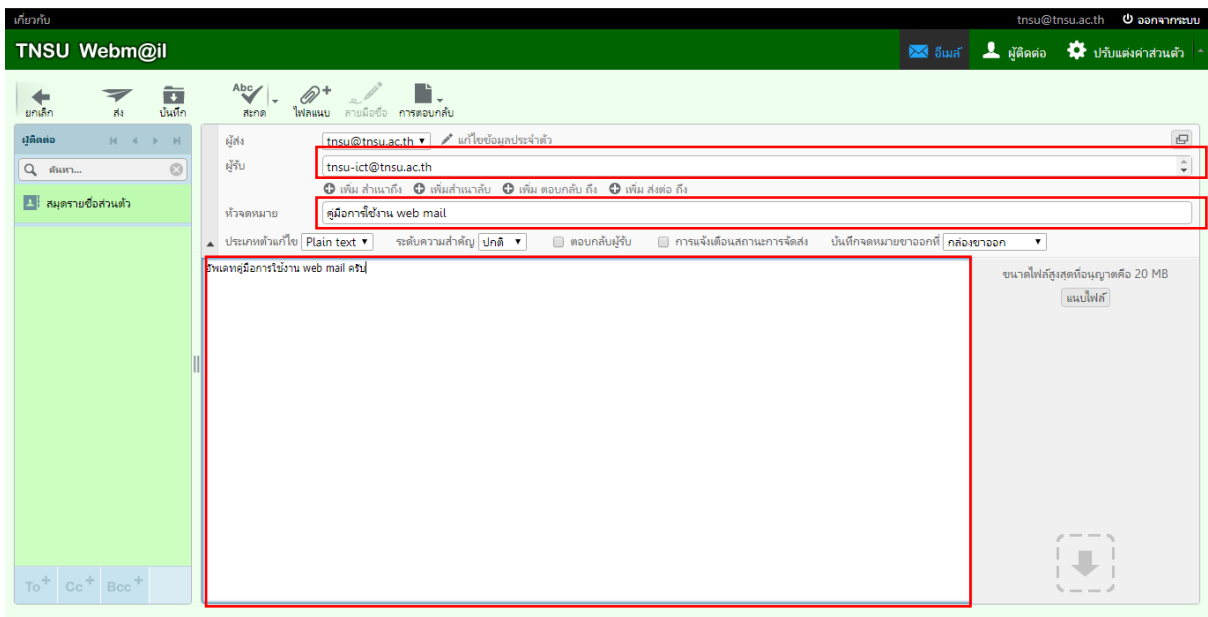 เกี่ยวกับ tnsu@tnsu.ac.th ออกจากระบบ
TNSU Webm@il อีเมล์ ผู้ติดต่อ ปรับแต่งค่าส่วนตัว
Abc
ยกเลิก ส่ง บันทึก สะกด ไฟลแนบ ลายมือชื่อ การตอบกลับ
ผู้ติดต่อ
ค้นหา...
สมุดรายชื่อส่วนตัว
ผู้ส่ง tnsu@tnsu.ac.th แก้ไขข้อมูลประจำตัว
ผู้รับ tnsu-ict@tnsu.ac.th
เพิ่ม สำเนาถึง เพิ่มสำเนาลับ เพิ่ม ตอบกลับ ถึง เพิ่ม ส่งต่อ ถึง
หัวจดหมาย คู่มือการใช้งาน web mail
ประเภทตัวแก้ไข Plain text ระดับความสำคัญ ปกติ ตอบกลับผู้รับ การแจ้งเตือนสถานะการจัดส่ง บันทึกจดหมายขาออกที่ กล่องขาออก
อัพเดทคู่มือการใช้งาน web mail ครับ
ขนาดไฟล์สูงสุดที่อนุญาตคือ 20 MB
แนบไฟล์
To+ Cc+ Bcc+